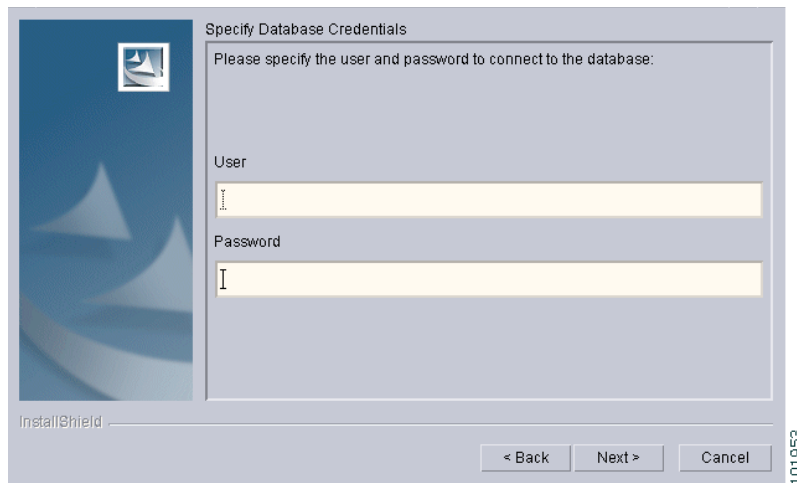 Specify Database Credentials
Please specify the user and password to connect to the database:
User
Password
InstallShield
< Back
Next >
Cancel
101953